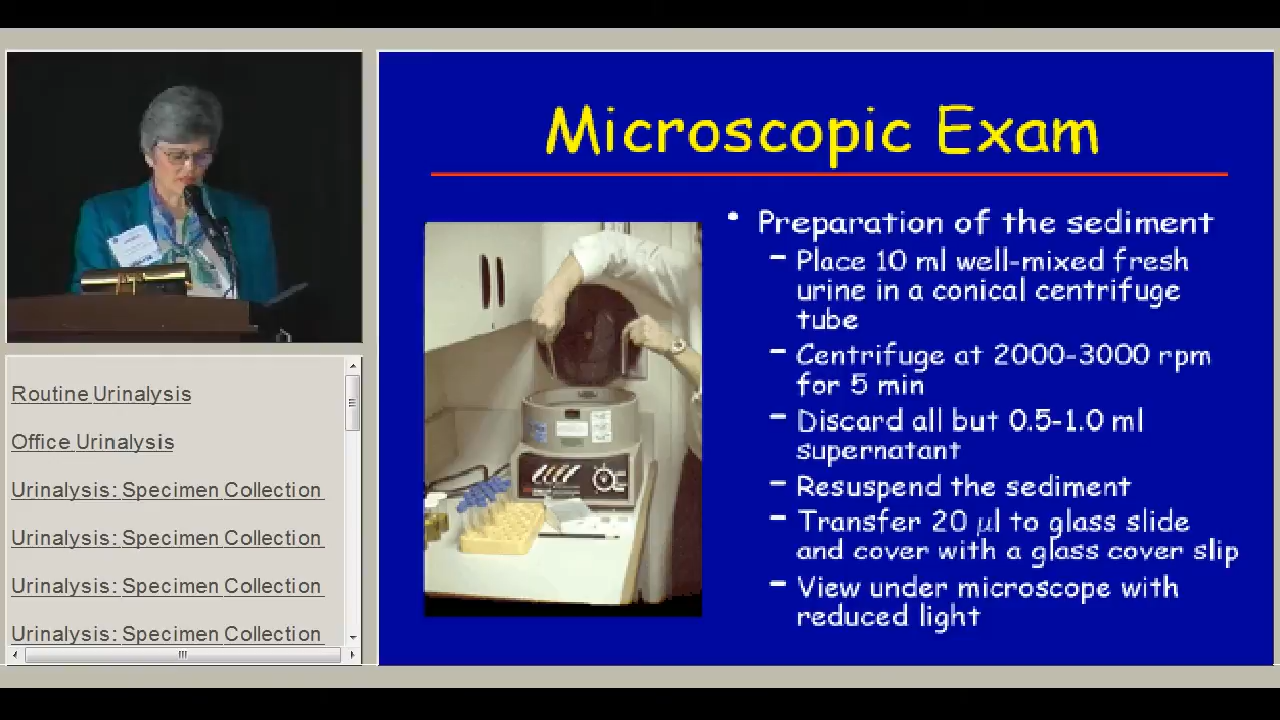 Microscopic Exam
• Preparation of the sediment
– Place 10 ml well-mixed fresh
urine in a conical centrifuge
tube
– Centrifuge at 2000-3000 rpm
for 5 min
– Discard all but 0.5-1.0 ml
supernatant
– Resuspend the sediment
– Transfer 20 µl to glass slide
and cover with a glass cover slip
– View under microscope with
reduced light
Routine Urinalysis
Office Urinalysis
Urinalysis: Specimen Collection
Urinalysis: Specimen Collection
Urinalysis: Specimen Collection
Urinalysis: Specimen Collection